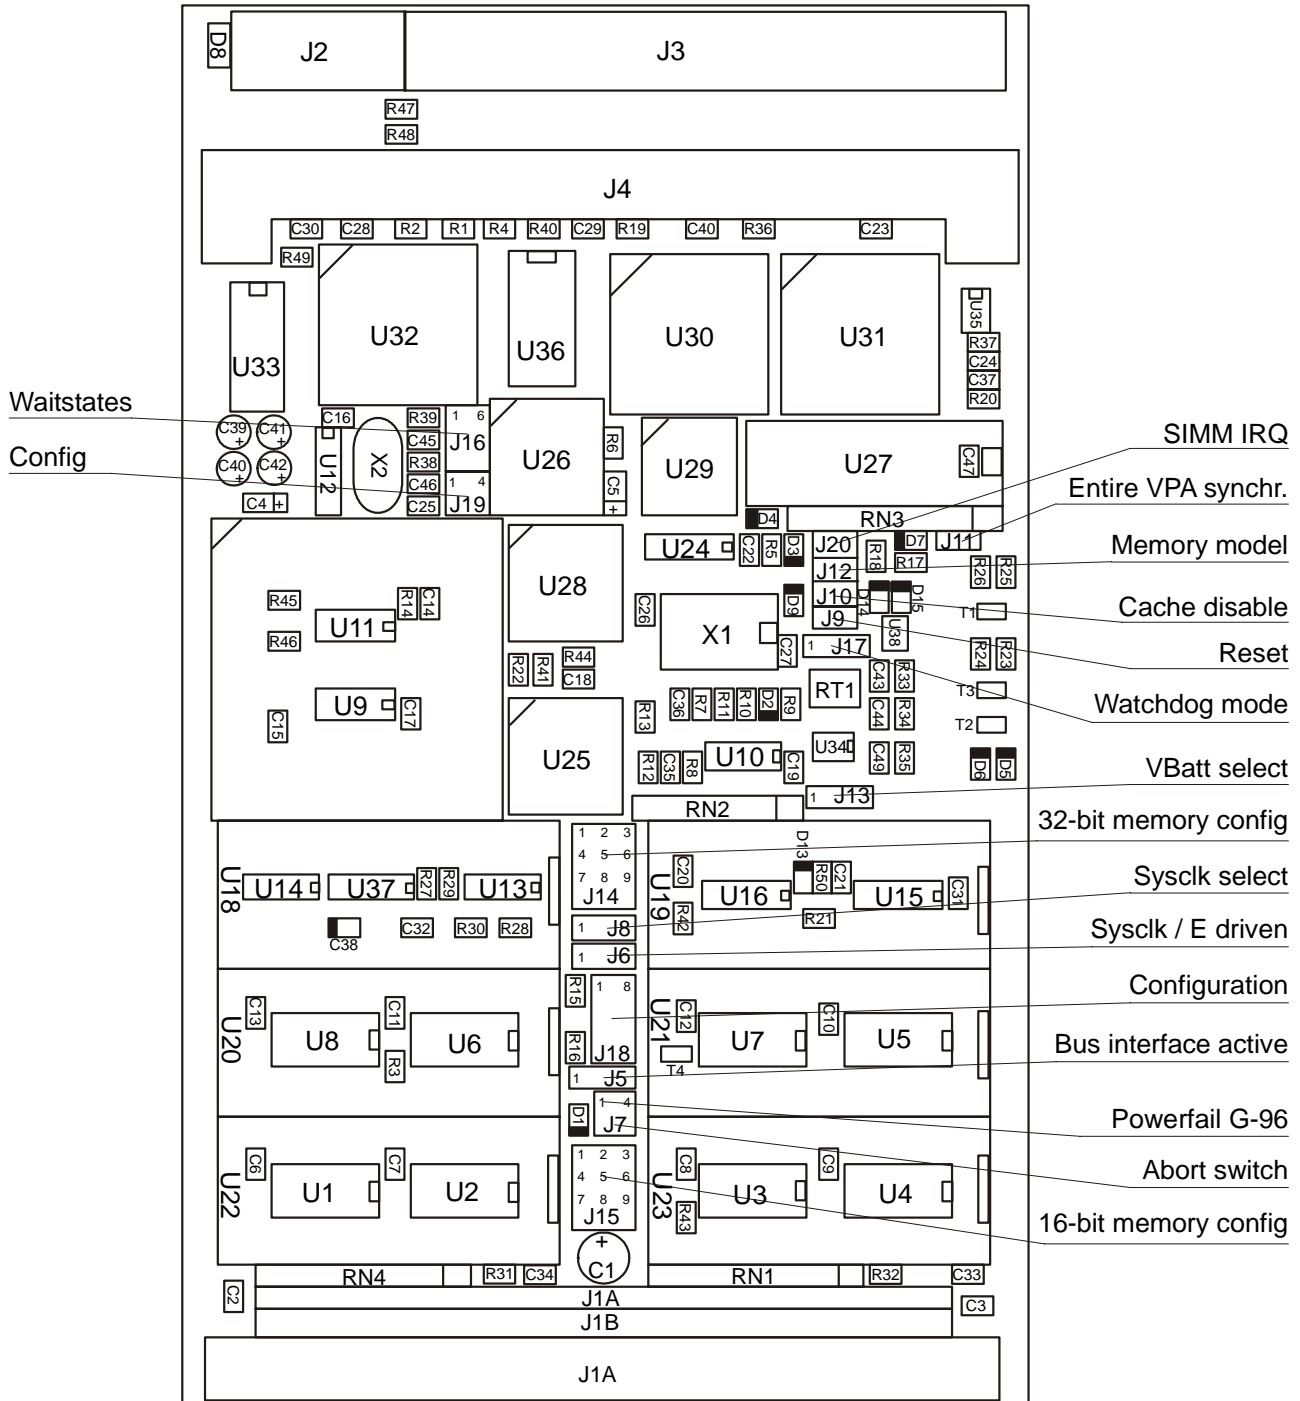 D8 J2 J3
R47
R48
J4
C30 C28 R2 R1 R4 R40 C29 R19 C40 R36 C23
R49
U33 U32 U36 U30 U31 U35
R37
C24
C37
R20
Waitstates
Config
C39 + C41 +
C40 + C42 +
C4 +
C16 U12 X2
R39
C45
R38
C46
C25
1 6
J16
1 4
J19
U26 R6 C5 + U29 U27 C47
RN3
SIMM IRQ
Entire VPA synchr.
Memory model
Cache disable
Reset
Watchdog mode
VBatt select
32-bit memory config
Sysclk select
Sysclk / E driven
Configuration
Bus interface active
Powerfail G-96
Abort switch
16-bit memory config
D4 U24 C22 R5 D3 J20 R18 D7 J11
J12 R17 R26 R25
J10 D14 D15
D9 J9 U38 T1
R45 R14 C14 U28 C26 X1
R46 U11
C27 1 J17 R24 R23
R22 R41 R44
C18
RT1 C43 R33 T3
U9 C17 C15 U25 R13 C36 R7 R11 R10 D2 R9 C44 R34 T2
R12 C35 R8 U10 C19 U34 C49 R35 D6 D5
1 J13
RN2
U18 U14 U37 R27 R29 U13
C38 C32 R30 R28
1 2 3
4 5 6
7 8 9
J14
1 J8
1 J6
U19 C20 R42 U16 D13 R50 C21 R21 U15 C31
U20 C13 U8 C11 R3 U6
R15 R16
1 8
J18
1 J5
U21 C12 T4 U7 C10 U5
D1
1 4
J7
U22 C6 U1 C7 U2
1 2 3
4 5 6
7 8 9
J15
U23 C8 R43 U3 C9 U4
+
C1
RN4 R31 C34 RN1 R32 C33
C2 J1A C3
J1B
J1A